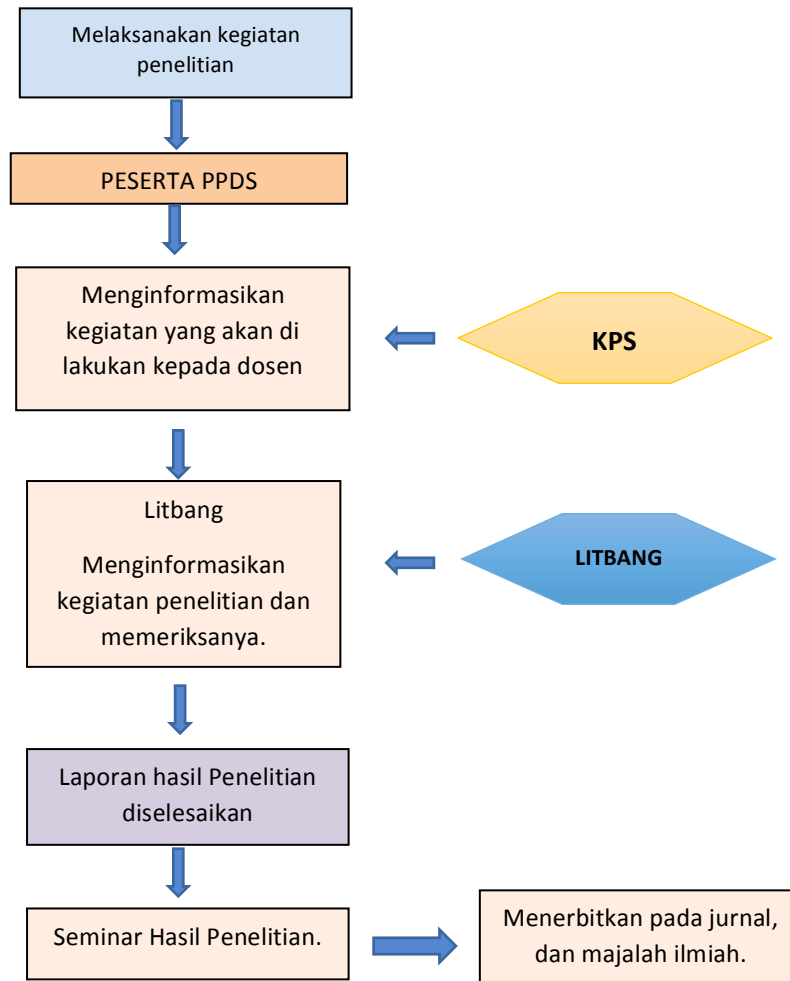 Melaksanakan kegiatan
penelitian
PESERTA PPDS
Menginformasikan
kegiatan yang akan di
lakukan kepada dosen
KPS
Litbang
Menginformasikan
kegiatan penelitian dan
memeriksanya.
LITBANG
Laporan hasil Penelitian
diselesaikan
Seminar Hasil Penelitian.
Menerbitkan pada jurnal,
dan majalah ilmiah.